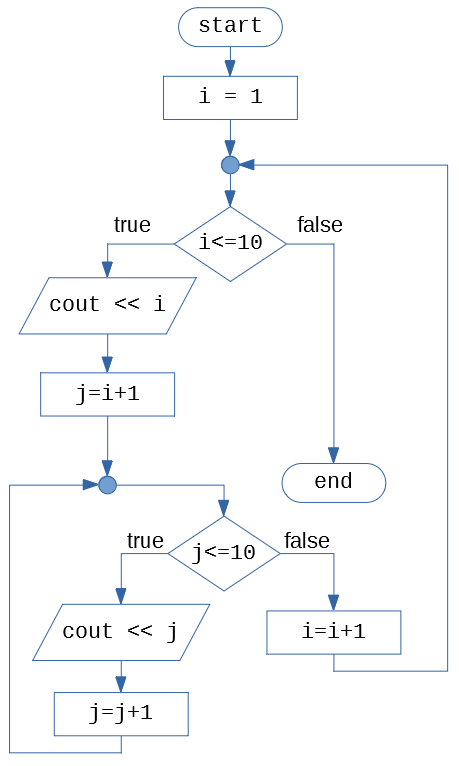 start
i = 1
true
false
i<=10
cout << i
j=i+1
end
true
false
j<=10
cout << j
i=i+1
j=j+1